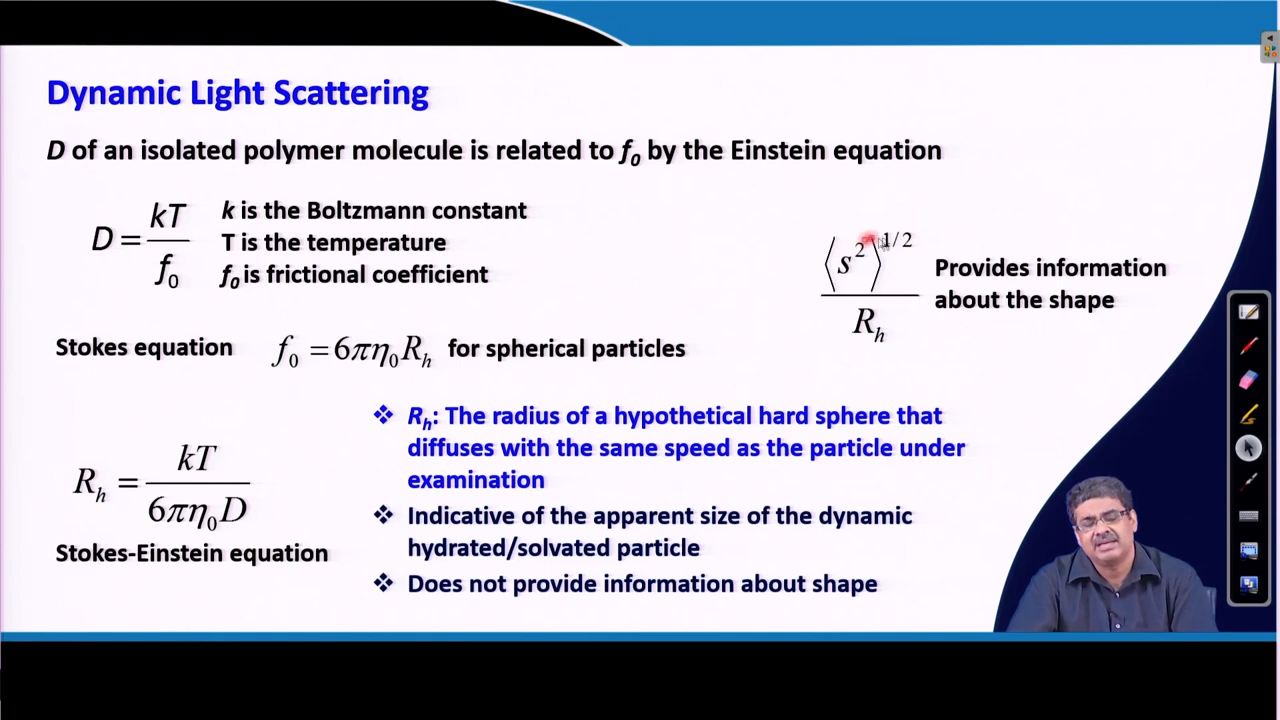 Dynamic Light Scattering
D of an isolated polymer molecule is related to f₀ by the Einstein equation
D = kT / f₀
k is the Boltzmann constant
T is the temperature
f₀ is frictional coefficient
⟨s²⟩^1/2 / R_h
Provides information
about the shape
Stokes equation f₀ = 6πη₀R_h for spherical particles
R_h = kT / 6πη₀D
Stokes-Einstein equation
❖ R_h: The radius of a hypothetical hard sphere that
diffuses with the same speed as the particle under
examination
❖ Indicative of the apparent size of the dynamic
hydrated/solvated particle
❖ Does not provide information about shape